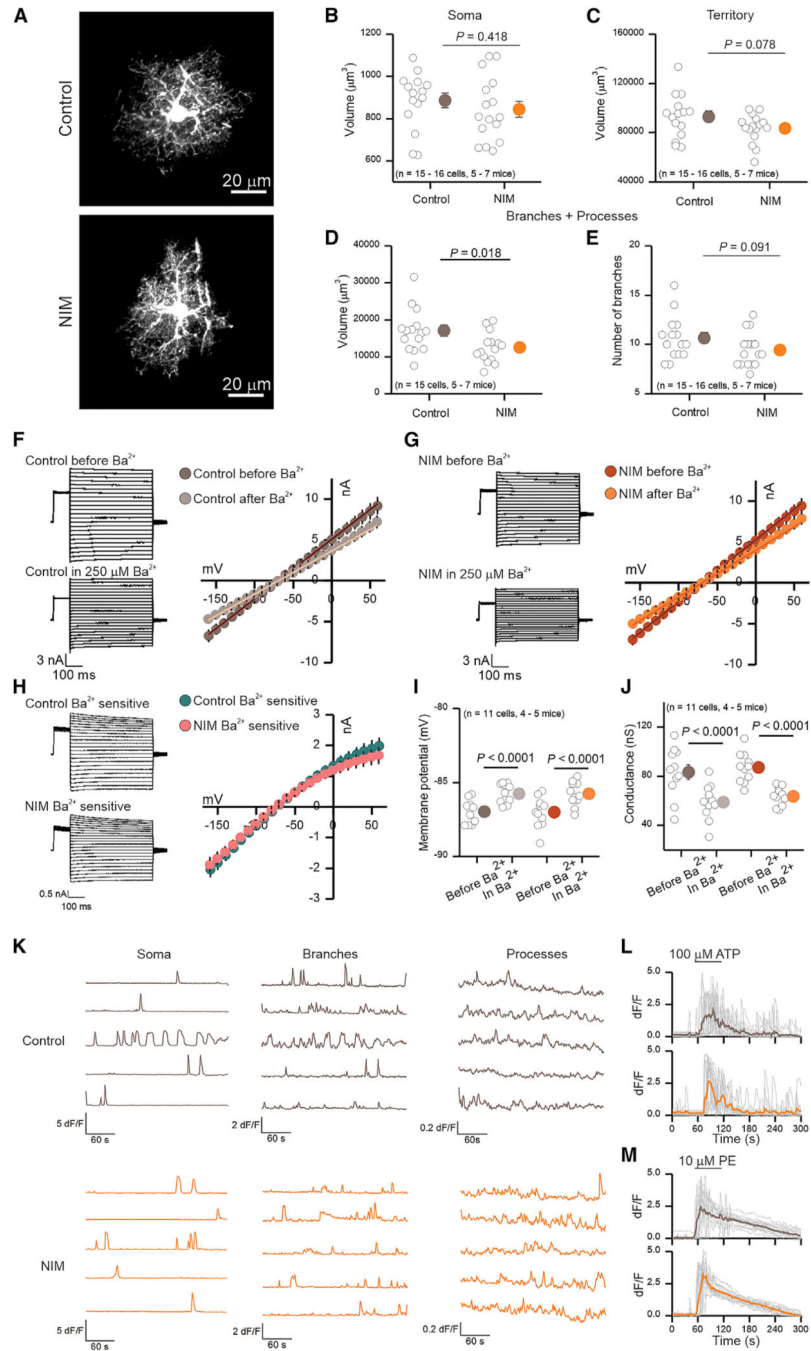 A
Control
20 μm
NIM
20 μm
B
Soma
P = 0.418
Volume (μm³)
1200
1000
800
600
(n = 15 - 16 cells, 5 - 7 mice)
Control
NIM
C
Territory
P = 0.078
Volume (μm³)
160000
120000
80000
40000
(n = 15 - 16 cells, 5 - 7 mice)
Control
NIM
Branches + Processes
D
P = 0.018
Volume (μm³)
40000
30000
20000
10000
0
(n = 15 cells, 5 - 7 mice)
Control
NIM
E
P = 0.091
Number of branches
20
15
10
5
(n = 15 - 16 cells, 5 - 7 mice)
Control
NIM
F
Control before Ba²⁺
Control in 250 μM Ba²⁺
3 nA
100 ms
Control before Ba²⁺
Control after Ba²⁺
nA
10
5
mV
-150
-100
-50
0
50
-5
-10
G
NIM before Ba²⁺
NIM in 250 μM Ba²⁺
3 nA
100 ms
NIM before Ba²⁺
NIM after Ba²⁺
nA
10
5
mV
-150
-100
-50
0
50
-5
-10
H
Control Ba²⁺ sensitive
NIM Ba²⁺ sensitive
0.5 nA
100 ms
Control Ba²⁺ sensitive
NIM Ba²⁺ sensitive
nA
3
2
1
mV
-150
-100
-50
0
50
-1
-2
-3
I
(n = 11 cells, 4 - 5 mice)
P < 0.0001
P < 0.0001
Membrane potential (mV)
-80
-85
-90
Before Ba²⁺
In Ba²⁺
Before Ba²⁺
In Ba²⁺
J
(n = 11 cells, 4 - 5 mice)
P < 0.0001
P < 0.0001
Conductance (nS)
120
80
40
Before Ba²⁺
In Ba²⁺
Before Ba²⁺
In Ba²⁺
K
Soma
Branches
Processes
Control
5 dF/F
60 s
2 dF/F
60 s
0.2 dF/F
60s
NIM
5 dF/F
60 s
2 dF/F
60 s
0.2 dF/F
60 s
L
100 μM ATP
dF/F
5.0
2.5
0.0
dF/F
5.0
2.5
0.0
0
60
120
180
240
300
Time (s)
M
10 μM PE
dF/F
5.0
2.5
0.0
dF/F
5.0
2.5
0.0
0
60
120
180
240
300
Time (s)